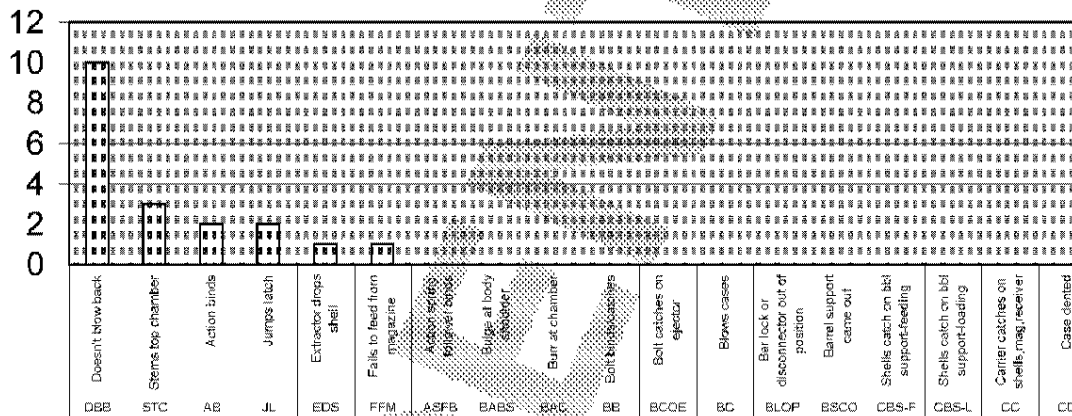 12
10
8
6
4
2
0
Doesn't blow back
Stems top chamber
Action binds
Jumps latch
Extractor drops
shell
Fails to feed from
magazine
Action spring
follower binds
Bulge at body
shoulder
Burr at chamber
Bolt binds/catches
Bolt catches on
ejector
Blows cases
Bar lock or
disconnector out of
position
Barrel support
came out
Shells catch on bbl
support-feeding
Shells catch on bbl
support-loading
Carrier catches on
shells,mag,receiver
Case dented
DBB STC AB JL EDS FFM ASFB BABS BAC BB BCOE BC BLOP BSCO CBS-F CBS-L CC